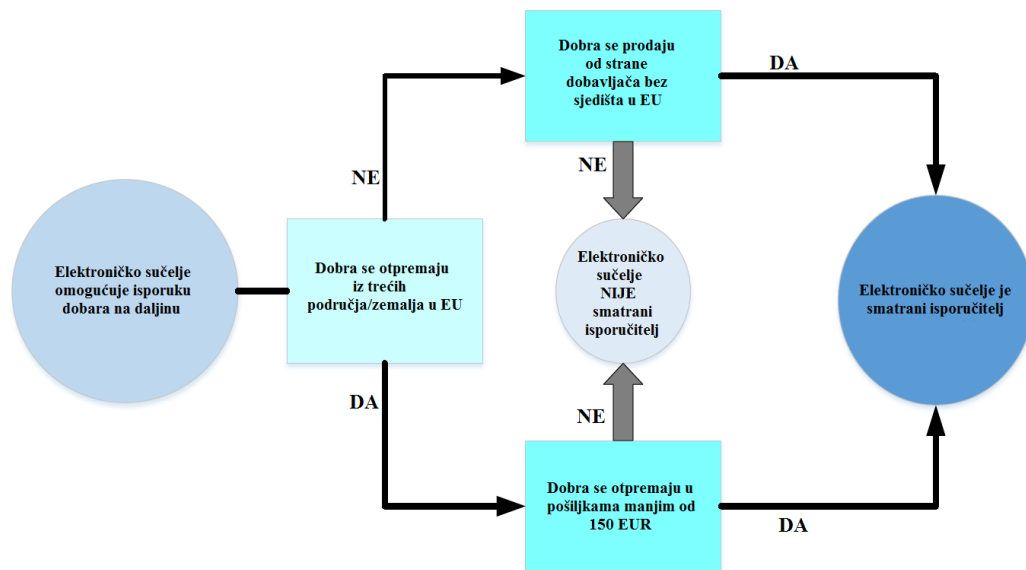 Elektroničko sučelje
omogućuje isporuku
dobara na daljinu
NE
Dobra se otpremaju
iz trećih
područja/zemalja u EU
DA
Dobra se prodaju
od strane
dobavljača bez
sjedišta u EU
DA
NE
Elektroničko
sučelje
NIJE
smatrani
isporučitelj
NE
Dobra se otpremaju u
pošiljkama manjim od
150 EUR
DA
Elektroničko sučelje je
smatrani isporučitelj